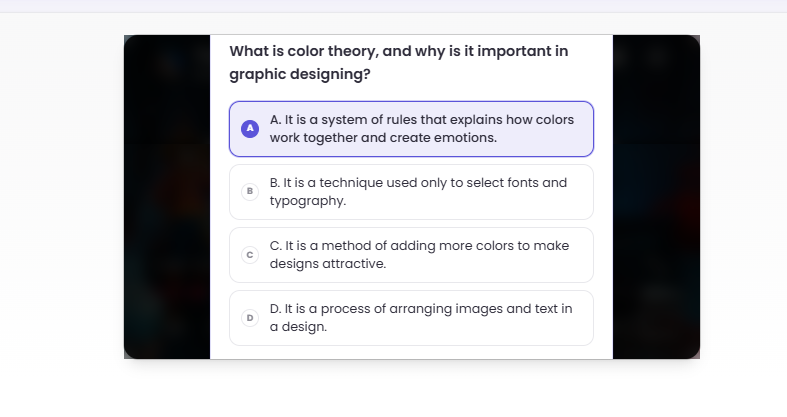 What is color theory, and why is it important in
graphic designing?
A
A. It is a system of rules that explains how colors
work together and create emotions.
B
B. It is a technique used only to select fonts and
typography.
C
C. It is a method of adding more colors to make
designs attractive.
D
D. It is a process of arranging images and text in
a design.